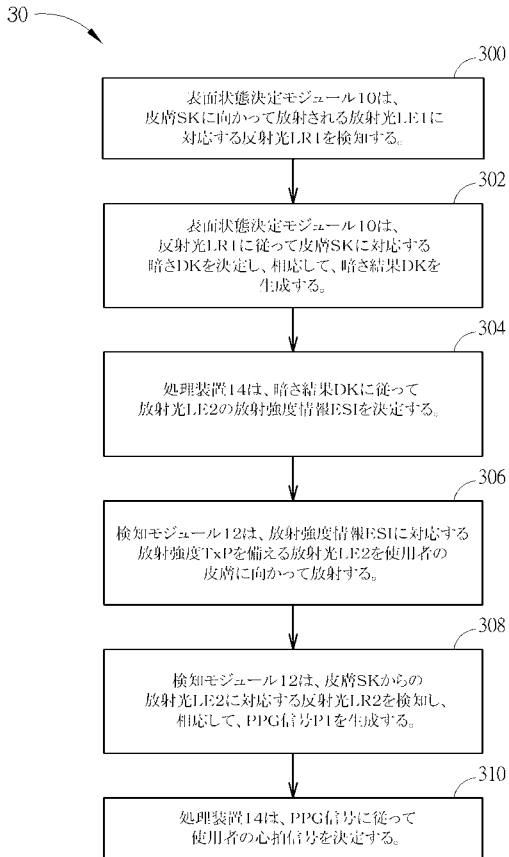 30
300
表面状態決定モジュール10は、
皮膚SKに向かって放射される放射光LE1に
対応する反射光LR1を検知する。
302
表面状態決定モジュール10は、
反射光LR1に従って皮膚SKに対応する
暗さDKを決定し、相応して、暗さ結果DKを
生成する。
304
処理装置14は、暗さ結果DKに従って
放射光LE2の放射強度情報ESIを決定する。
306
検知モジュール12は、放射強度情報ESIに対応する
放射強度TxPを備える放射光LE2を使用者の
皮膚に向かって放射する。
308
検知モジュール12は、皮膚SKからの
放射光LE2に対応する反射光LR2を検知し、
相応して、PPG信号P1を生成する。
310
処理装置14は、PPG信号に従って
使用者の心拍信号を決定する。